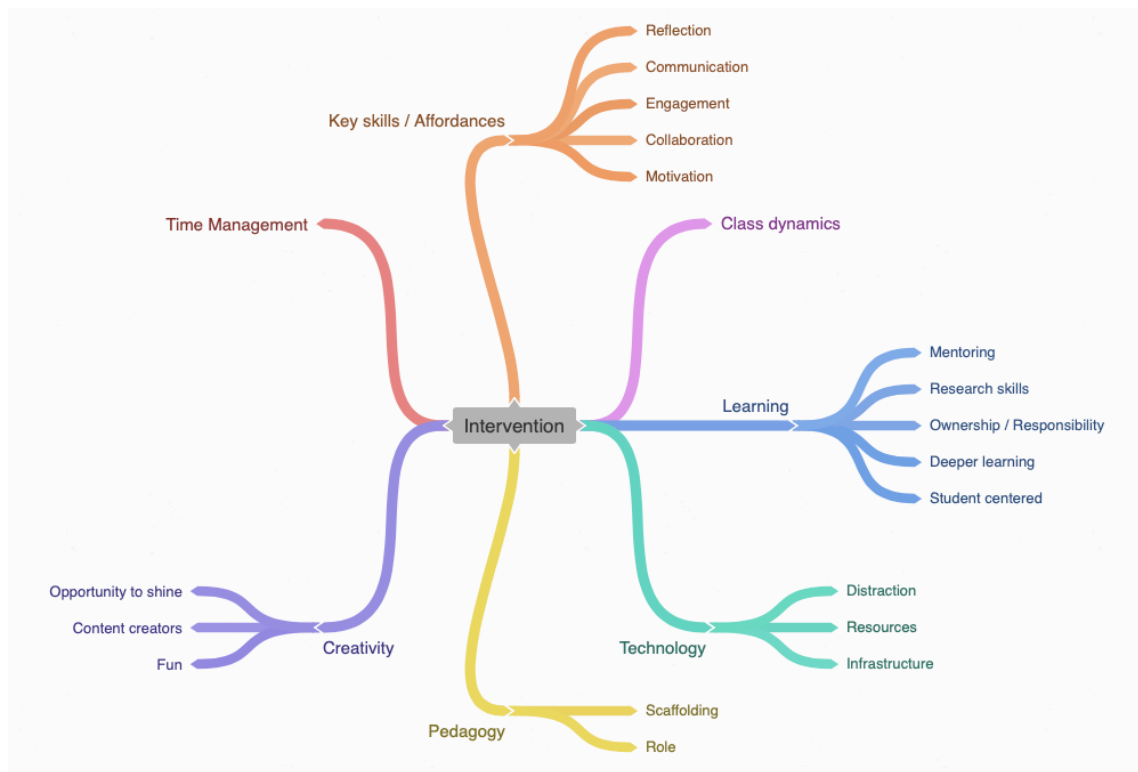 Reflection
Communication
Key skills / Affordances
Engagement
Collaboration
Motivation
Time Management
Class dynamics
Mentoring
Research skills
Learning
Intervention
Ownership / Responsibility
Deeper learning
Student centered
Opportunity to shine
Content creators
Fun
Creativity
Technology
Distraction
Resources
Infrastructure
Pedagogy
Scaffolding
Role